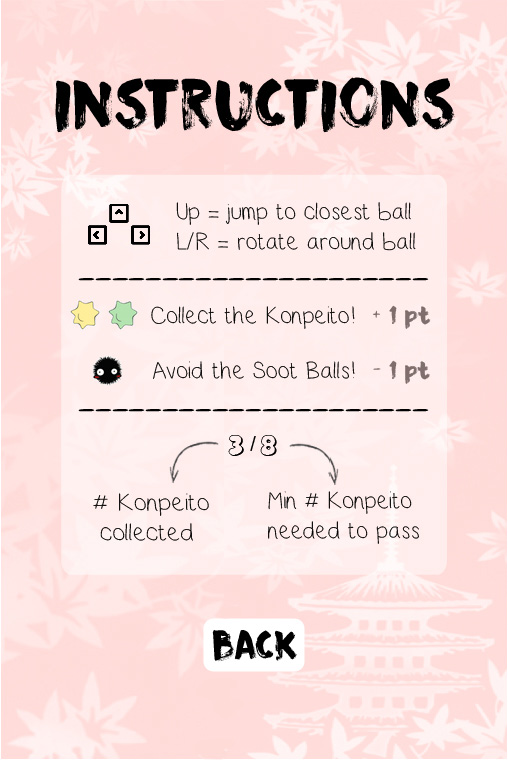 INSTRUCTIONS
Up = jump to closest ball
L/R = rotate around ball
Collect the Konpeito! + 1 pt
Avoid the Soot Balls! - 1 pt
3/8
# Konpeito
collected
Min # Konpeito
needed to pass
BACK